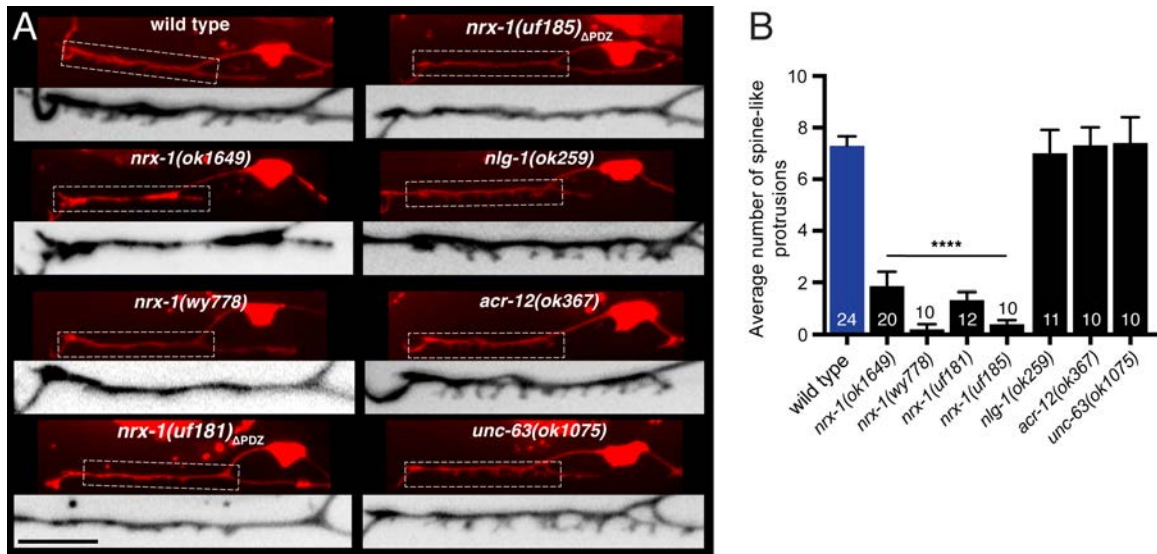 A
wild type
nrx-1(uf185)ΔPDZ
nrx-1(ok1649)
nlg-1(ok259)
nrx-1(wy778)
acr-12(ok367)
nrx-1(uf181)ΔPDZ
unc-63(ok1075)
B
Average number of spine-like
protrusions
10
8
6
4
2
0
****
24
20
10
12
10
11
10
10
wild type
nrx-1(ok1649)
nrx-1(wy778)
nrx-1(uf181)
nrx-1(uf185)
nlg-1(ok259)
acr-12(ok367)
unc-63(ok1075)